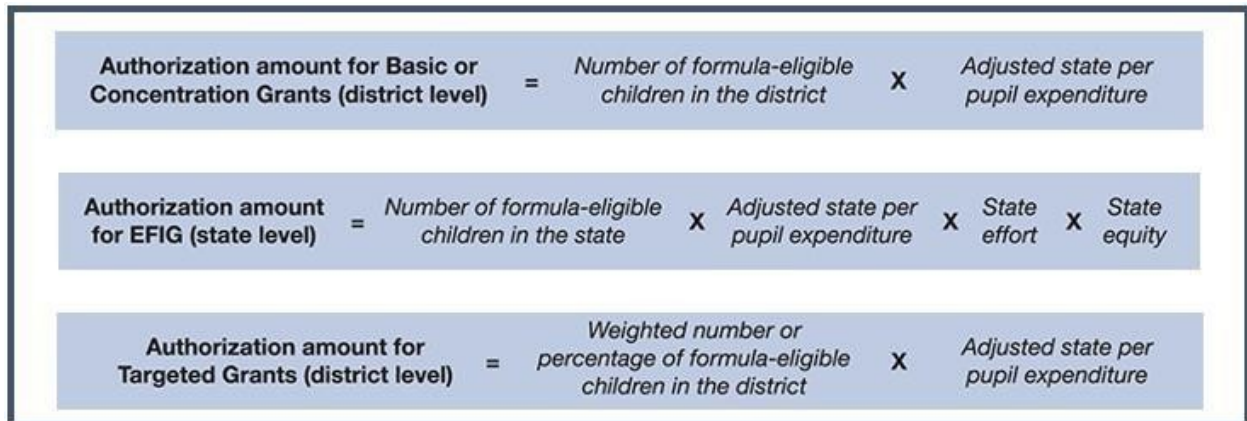 Authorization amount for Basic or Concentration Grants (district level) = Number of formula-eligible children in the district X Adjusted state per pupil expenditure
Authorization amount for EFIG (state level) = Number of formula-eligible children in the state X Adjusted state per pupil expenditure X State effort X State equity
Authorization amount for Targeted Grants (district level) = Weighted number or percentage of formula-eligible children in the district X Adjusted state per pupil expenditure